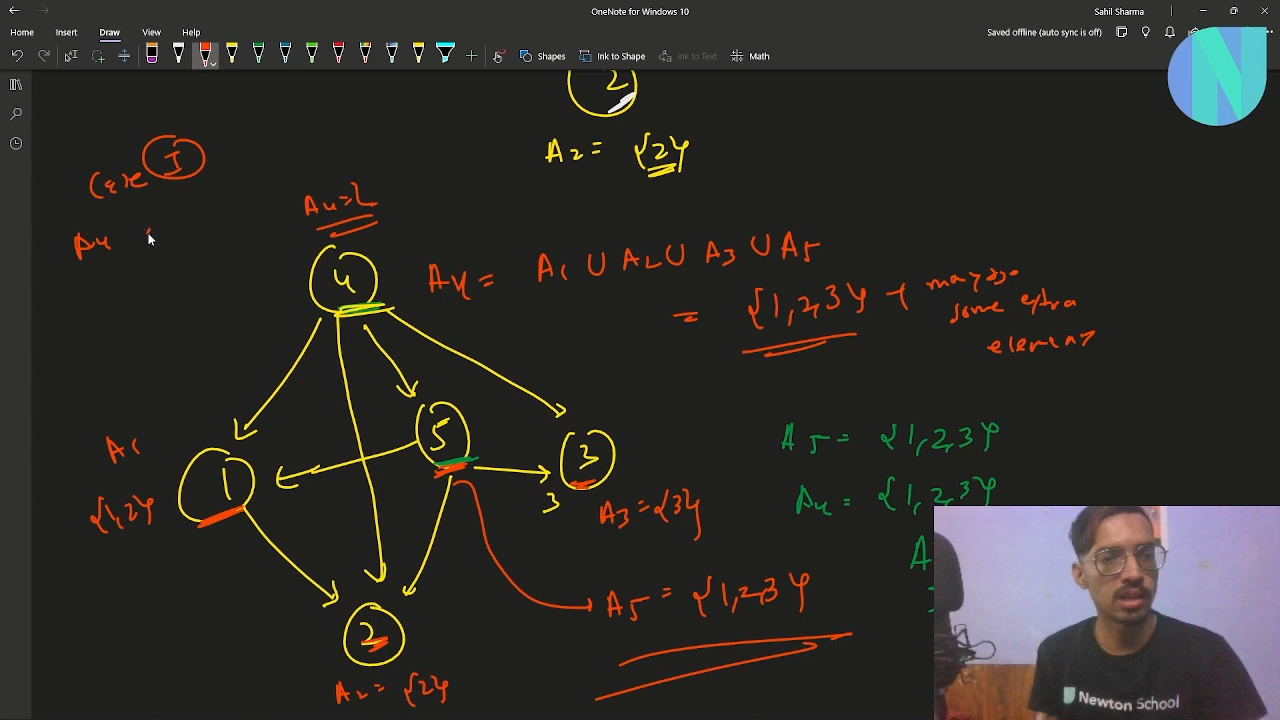 OneNote for Windows 10
Sahil Sharma
Home Insert Draw View Help
Saved offline (auto sync is off)
Shapes Ink to Shape Ink to Text Math
2
A2 = {2}
Case I
A4
A4=2
4
A4 = A1 U A2 U A3 U A5
= {1,2,3} + maybe
some extra
element
5
3
3
A1
1
{1,2}
A3={3}
A5 = {1,2,3}
A4 = {1,2,3}
A
A5 = {1,2,3}
2
A2 = {2}
Newton School